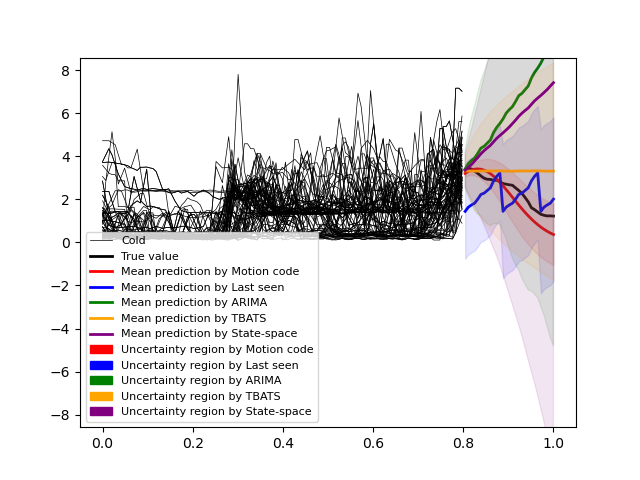 8
6
4
2
0
−2
−4
−6
−8
Cold
True value
Mean prediction by Motion code
Mean prediction by Last seen
Mean prediction by ARIMA
Mean prediction by TBATS
Mean prediction by State-space
Uncertainty region by Motion code
Uncertainty region by Last seen
Uncertainty region by ARIMA
Uncertainty region by TBATS
Uncertainty region by State-space
0.0 0.2 0.4 0.6 0.8 1.0